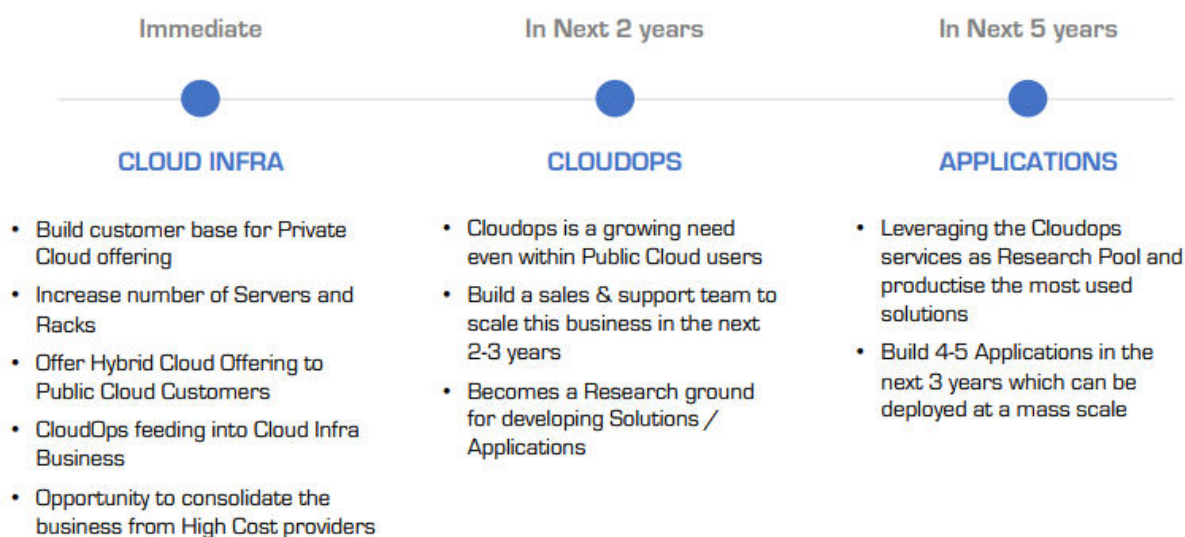 Immediate
In Next 2 years
In Next 5 years
CLOUD INFRA
CLOUDOPS
APPLICATIONS
• Build customer base for Private
Cloud offering
• Increase number of Servers and
Racks
• Offer Hybrid Cloud Offering to
Public Cloud Customers
• CloudOps feeding into Cloud Infra
Business
• Opportunity to consolidate the
business from High Cost providers
• Cloudops is a growing need
even within Public Cloud users
• Build a sales & support team to
scale this business in the next
2-3 years
• Becomes a Research ground
for developing Solutions /
Applications
• Leveraging the Cloudops
services as Research Pool and
productise the most used
solutions
• Build 4-5 Applications in the
next 3 years which can be
deployed at a mass scale